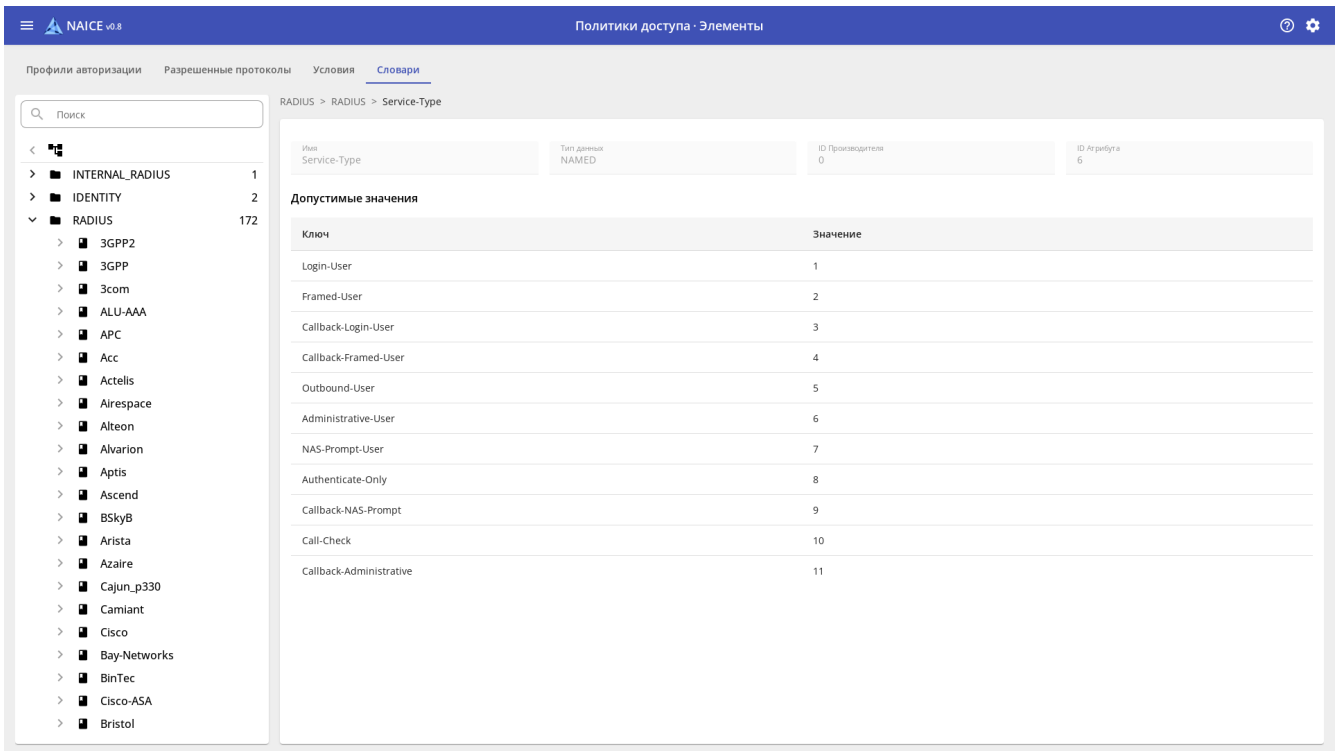 NAICE v0.8
Политики доступа · Элементы
Профили авторизации Разрешенные протоколы Условия Словари
Поиск
INTERNAL_RADIUS 1
IDENTITY 2
RADIUS 172
3GPP2
3GPP
3com
ALU-AAA
APC
Acc
Actelis
Airespace
Alteon
Alvarion
Aptis
Ascend
BSkyB
Arista
Azaire
Cajun_p330
Camiant
Cisco
Bay-Networks
BinTec
Cisco-ASA
Bristol
RADIUS > RADIUS > Service-Type
Имя Тип данных ID Производителя ID Атрибута
Service-Type NAMED 0 6
Допустимые значения
Ключ Значение
Login-User 1
Framed-User 2
Callback-Login-User 3
Callback-Framed-User 4
Outbound-User 5
Administrative-User 6
NAS-Prompt-User 7
Authenticate-Only 8
Callback-NAS-Prompt 9
Call-Check 10
Callback-Administrative 11